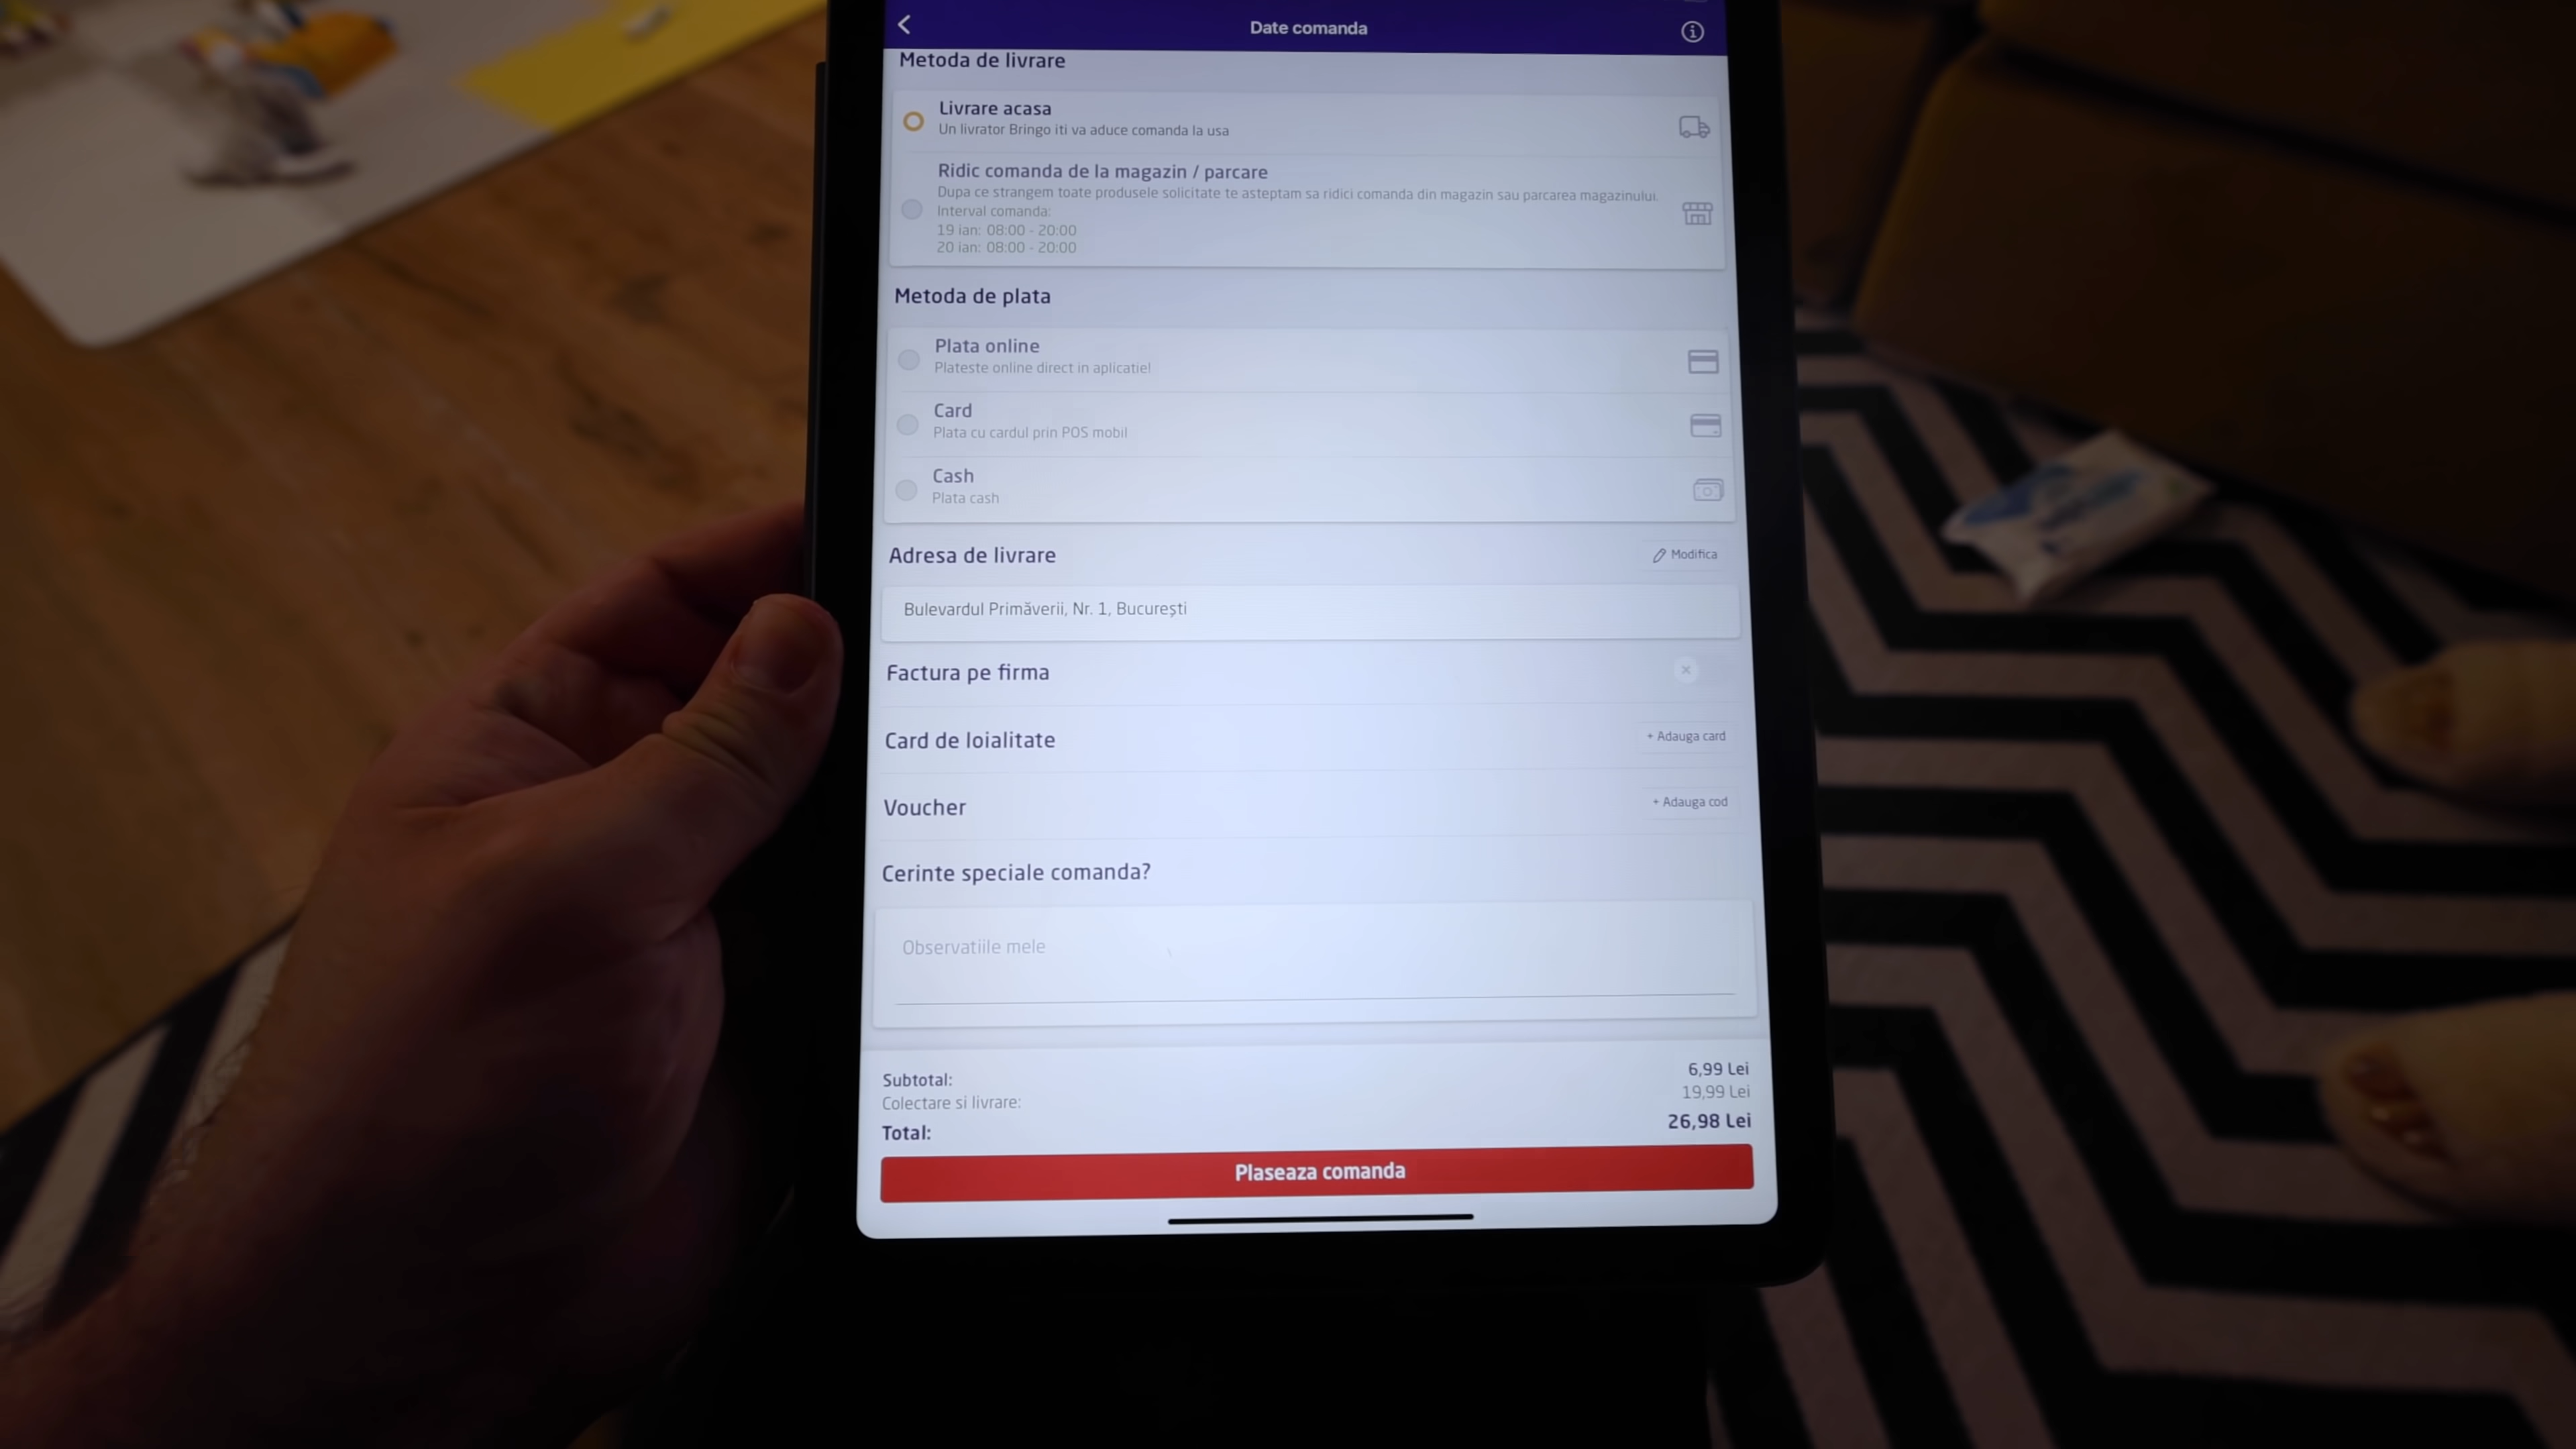 Date comanda
Metoda de livrare
Livrare acasa
Un livrator Bringo iti va aduce comanda la usa
Ridic comanda de la magazin / parcare
Dupa ce strangem toate produsele solicitate te asteptam sa ridici comanda din magazin sau parcarea magazinului.
Interval comanda:
19 ian: 08:00 - 20:00
20 ian: 08:00 - 20:00
Metoda de plata
Plata online
Plateste online direct in aplicatie!
Card
Plata cu cardul prin POS mobil
Cash
Plata cash
Adresa de livrare
Modifica
Bulevardul Primăverii, Nr. 1, București
Factura pe firma
Card de loialitate
+ Adauga card
Voucher
+ Adauga cod
Cerinte speciale comanda?
Observatiile mele
Subtotal: 6,99 Lei
Colectare si livrare: 19,99 Lei
Total: 26,98 Lei
Plaseaza comanda